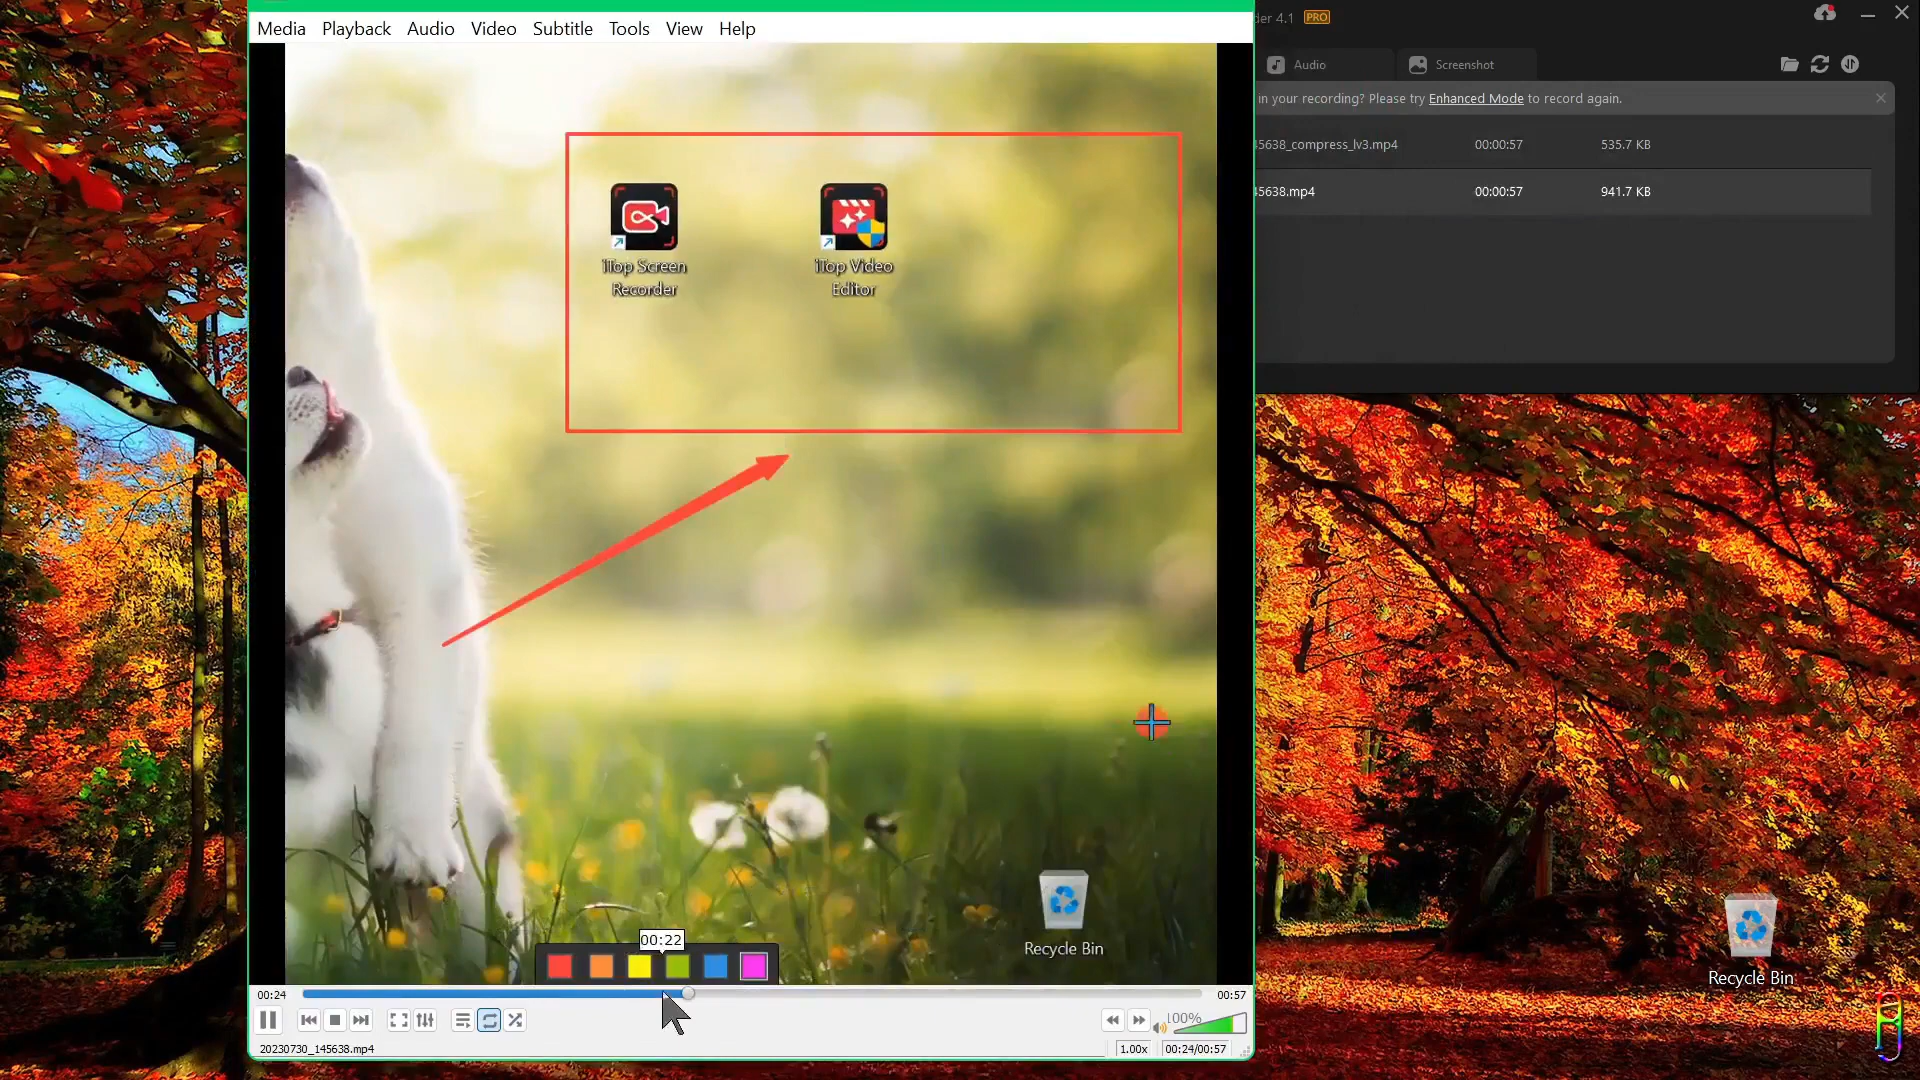 Media Playback Audio Video Subtitle Tools View Help
der 4.1 PRO
Audio Screenshot
in your recording? Please try Enhanced Mode to record again.
45638_compress_lv3.mp4 00:00:57 535.7 KB
45638.mp4 00:00:57 941.7 KB
iTop Screen
Recorder
iTop Video
Editor
Recycle Bin
00:22
00:24
00:57
100%
20230730_145638.mp4 1.00x 00:24/00:57
Recycle Bin